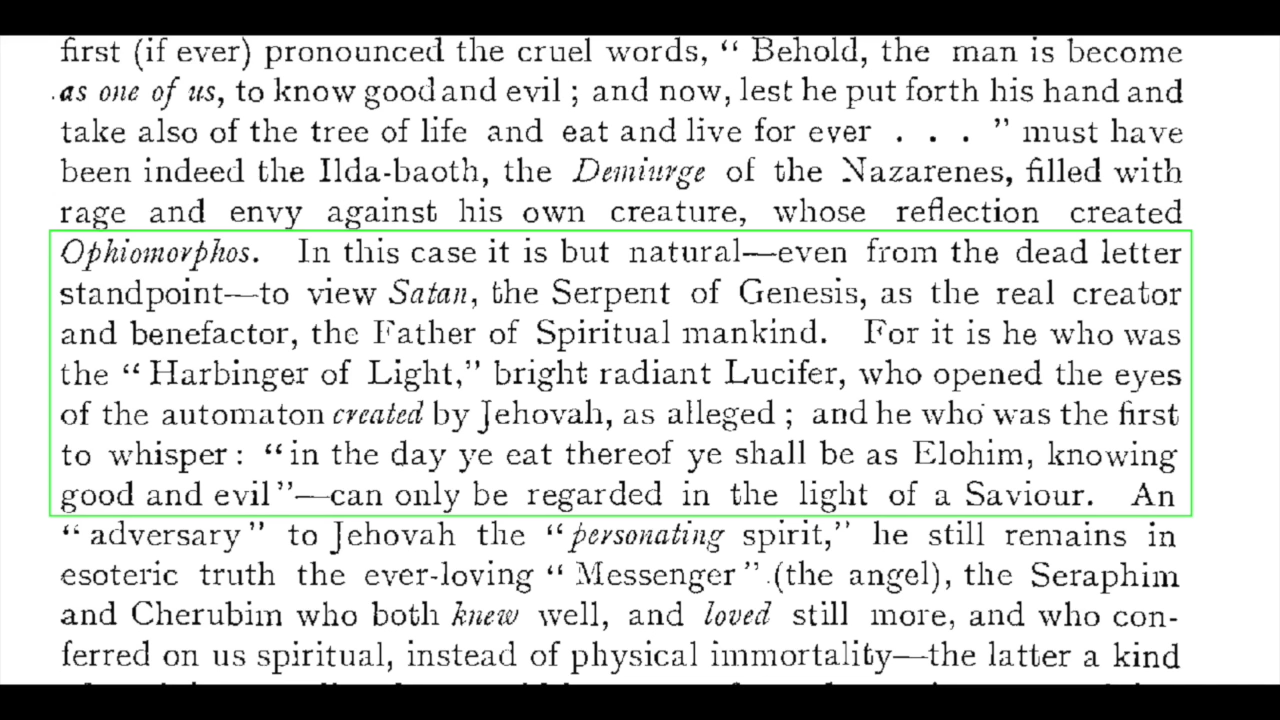 first (if ever) pronounced the cruel words, “ Behold, the man is become
as one of us, to know good and evil ; and now, lest he put forth his hand and
take also of the tree of life and eat and live for ever . . . ” must have
been indeed the Ilda-baoth, the Demiurge of the Nazarenes, filled with
rage and envy against his own creature, whose reflection created
Ophiomorphos. In this case it is but natural—even from the dead letter
standpoint—to view Satan, the Serpent of Genesis, as the real creator
and benefactor, the Father of Spiritual mankind. For it is he who was
the “ Harbinger of Light,” bright radiant Lucifer, who opened the eyes
of the automaton created by Jehovah, as alleged ; and he who was the first
to whisper : “ in the day ye eat thereof ye shall be as Elohim, knowing
good and evil ”—can only be regarded in the light of a Saviour. An
“ adversary ” to Jehovah the “ personating spirit,” he still remains in
esoteric truth the ever-loving “ Messenger ” (the angel), the Seraphim
and Cherubim who both knew well, and loved still more, and who con-
ferred on us spiritual, instead of physical immortality—the latter a kind